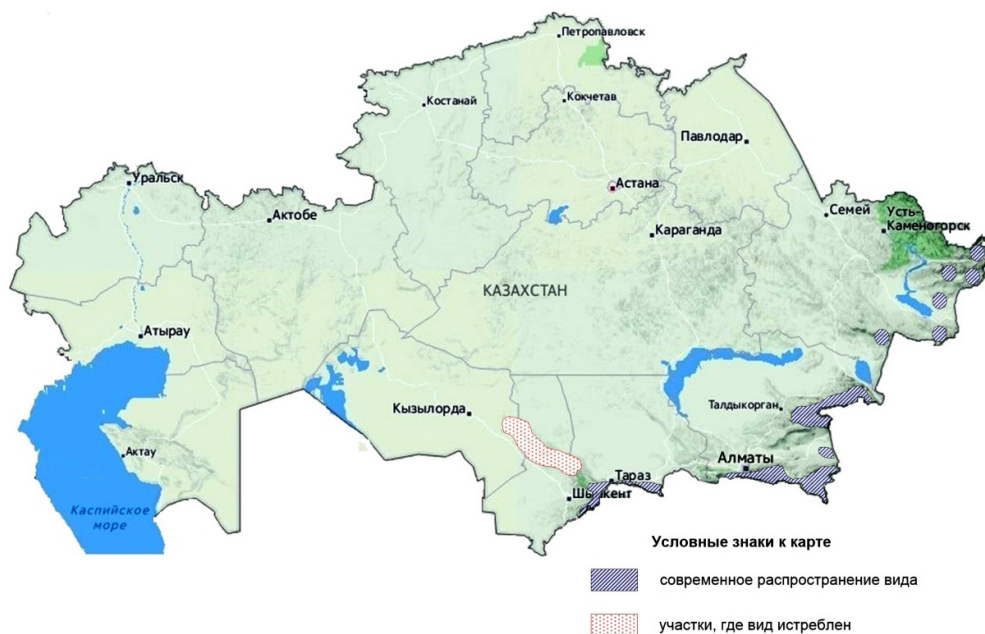 Петропавловск
Костанай
Кокчетав
Павлодар
Уральск
Астана
Актобе
Семей
Усть-
Каменогорск
Караганда
КАЗАХСТАН
Атырау
Кызылорда
Талдыкорган
Актау
Алматы
Тараз
Шымкент
Каспийское
море
Условные знаки к карте
современное распространение вида
участки, где вид истреблен